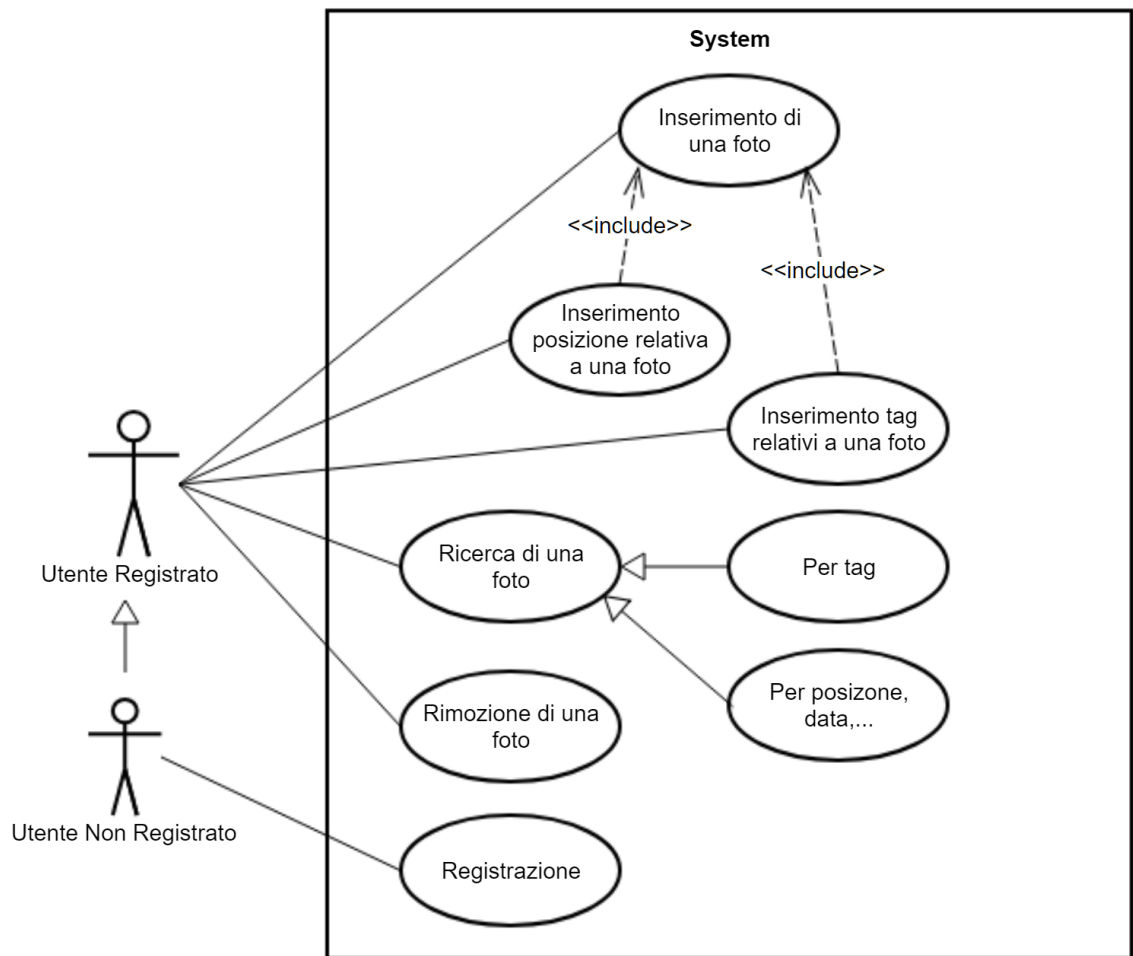 System
Inserimento di
una foto
<<include>>
<<include>>
Inserimento
posizione relativa
a una foto
Inserimento tag
relativi a una foto
Ricerca di una
foto
Per tag
Utente Registrato
Per posizone,
data,...
Rimozione di una
foto
Utente Non Registrato
Registrazione